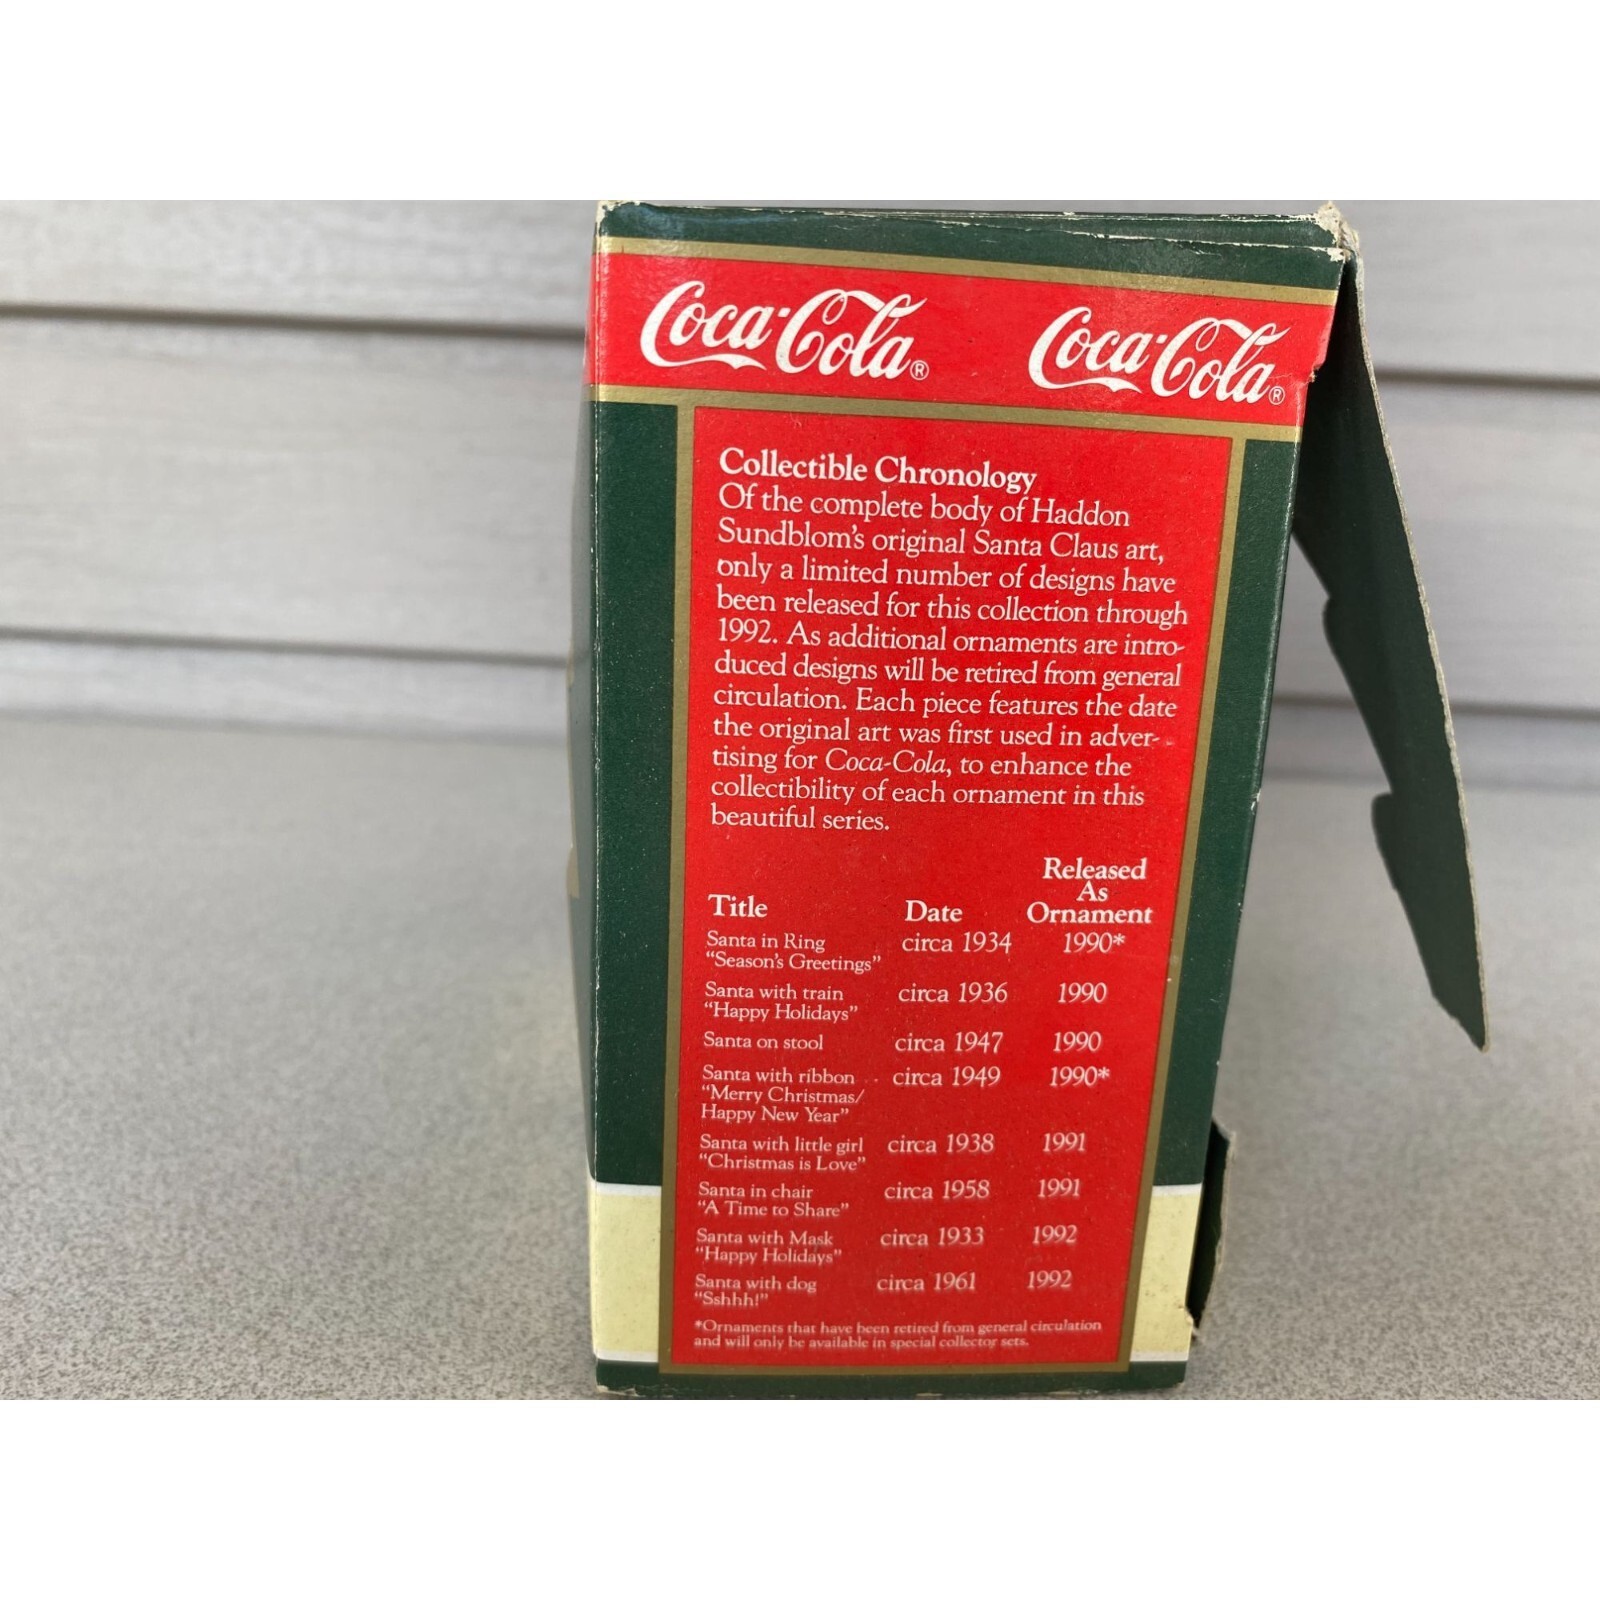 Coca-Cola® Coca-Cola®
Collectible Chronology
Of the complete body of Haddon
Sundblom's original Santa Claus art,
only a limited number of designs have
been released for this collection through
1992. As additional ornaments are intro-
duced designs will be retired from general
circulation. Each piece features the date
the original art was first used in adver-
tising for Coca-Cola, to enhance the
collectibility of each ornament in this
beautiful series.
Released
As
Title Date Ornament
Santa in Ring circa 1934 1990*
"Season's Greetings"
Santa with train circa 1936 1990
"Happy Holidays"
Santa on stool circa 1947 1990
Santa with ribbon circa 1949 1990*
"Merry Christmas/
Happy New Year"
Santa with little girl circa 1938 1991
"Christmas is Love"
Santa in chair circa 1958 1991
"A Time to Share"
Santa with Mask circa 1933 1992
"Happy Holidays"
Santa with dog circa 1961 1992
"Sshhh!"
*Ornaments that have been retired from general circulation
and will only be available in special collector sets.